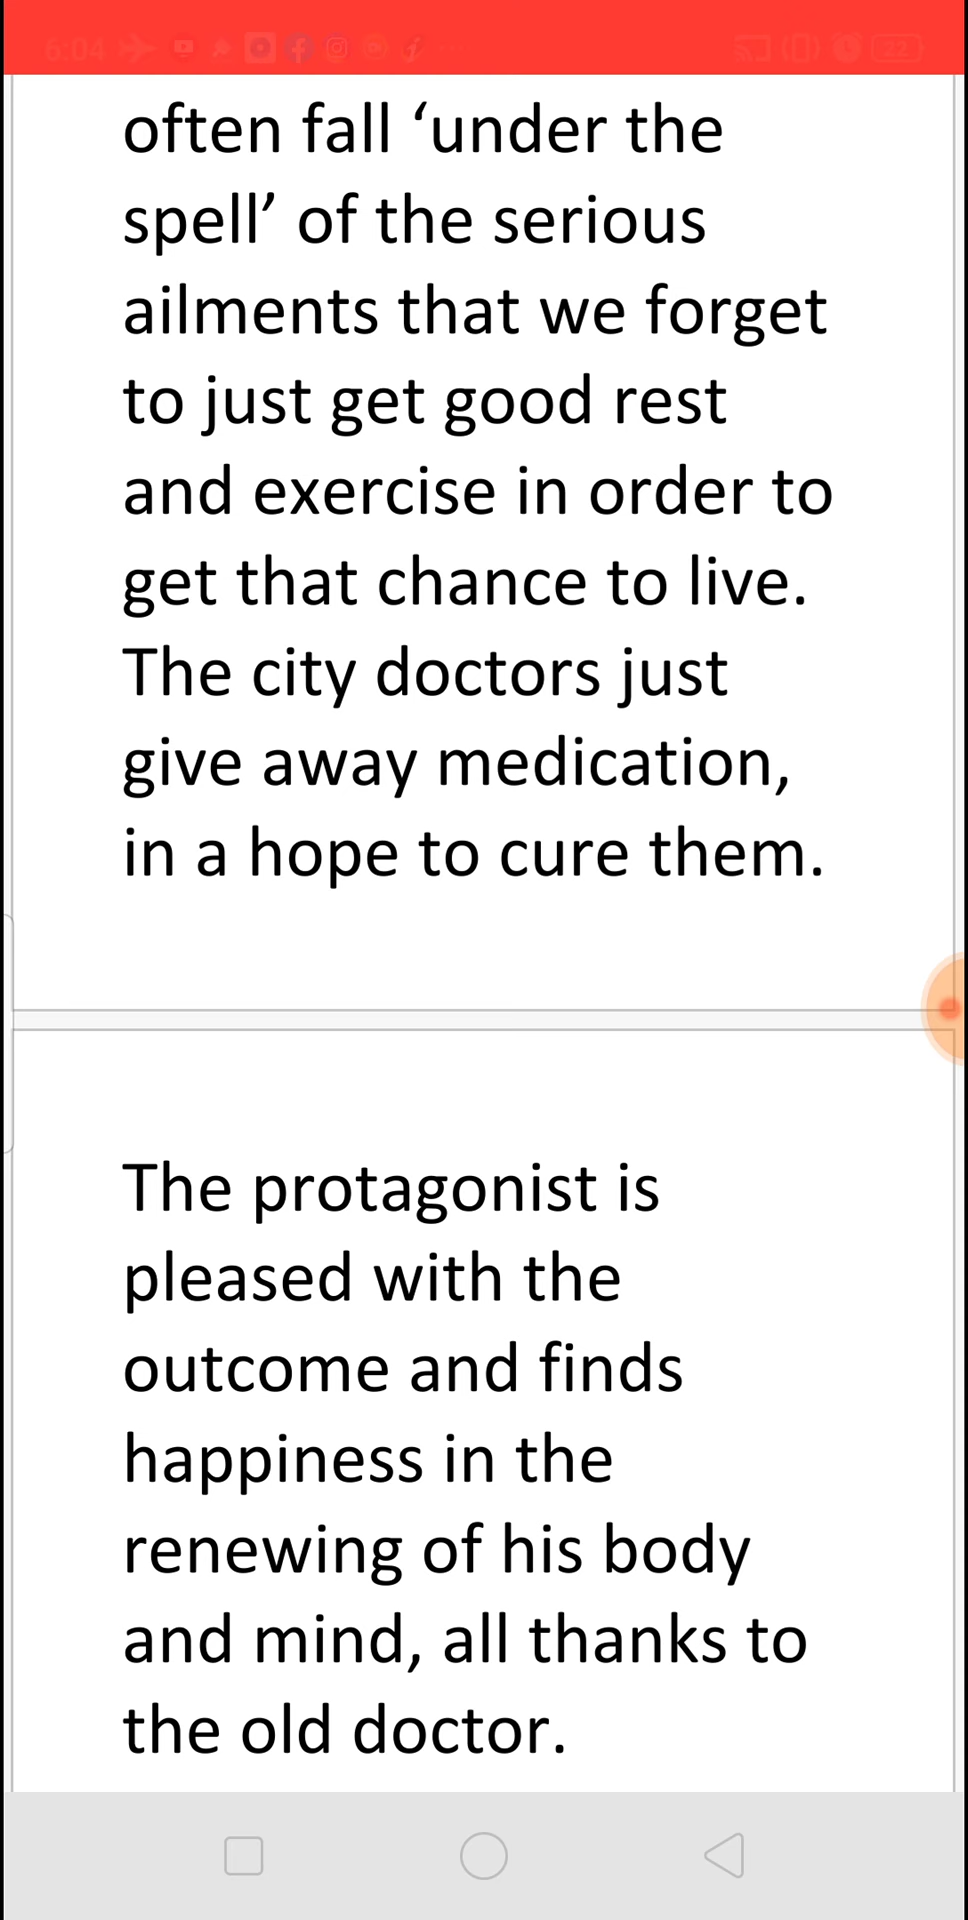 6:04
22
often fall ‘under the
spell’ of the serious
ailments that we forget
to just get good rest
and exercise in order to
get that chance to live.
The city doctors just
give away medication,
in a hope to cure them.
The protagonist is
pleased with the
outcome and finds
happiness in the
renewing of his body
and mind, all thanks to
the old doctor.